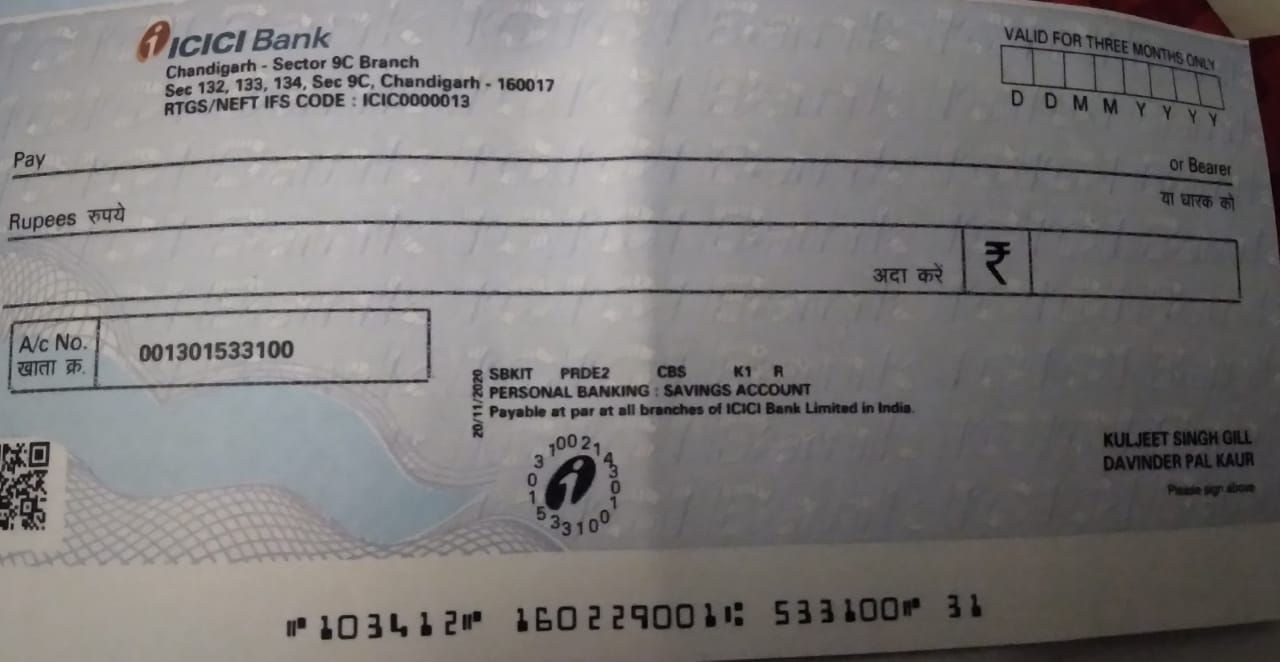 ICICI Bank
Chandigarh - Sector 9C Branch
Sec 132, 133, 134, Sec 9C, Chandigarh - 160017
RTGS/NEFT IFS CODE : ICIC0000013
VALID FOR THREE MONTHS ONLY
D D M M Y Y Y Y
Pay
or Bearer
या धारक को
Rupees रुपये
अदा करें ₹
A/c No.
खाता क्र.
001301533100
20/11/2020
SBKIT PRDE2 CBS K1 R
PERSONAL BANKING : SAVINGS ACCOUNT
Payable at par at all branches of ICICI Bank Limited in India.
KULJEET SINGH GILL
DAVINDER PAL KAUR
Please sign above
⑈103412⑈ 160229001⑆ 533100⑈ 31